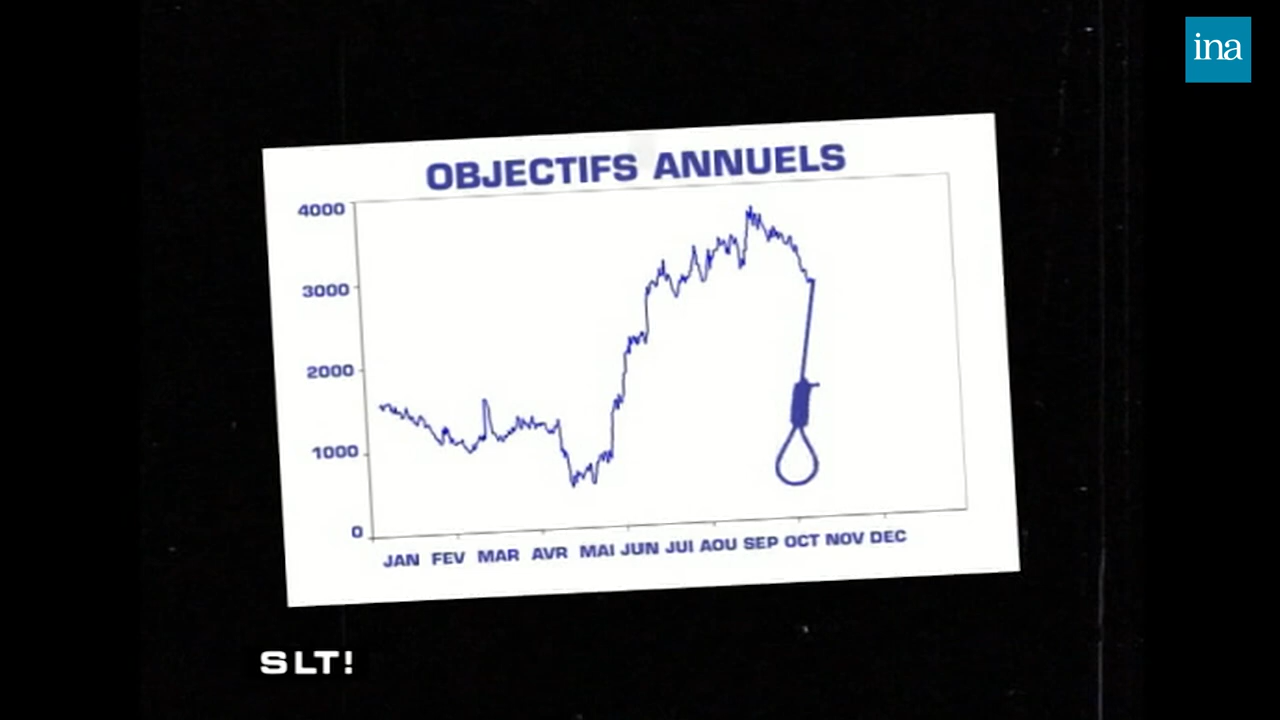 ina
OBJECTIFS ANNUELS
4000
3000
2000
1000
0
JAN FEV MAR AVR MAI JUN JUI AOU SEP OCT NOV DEC
SLT!